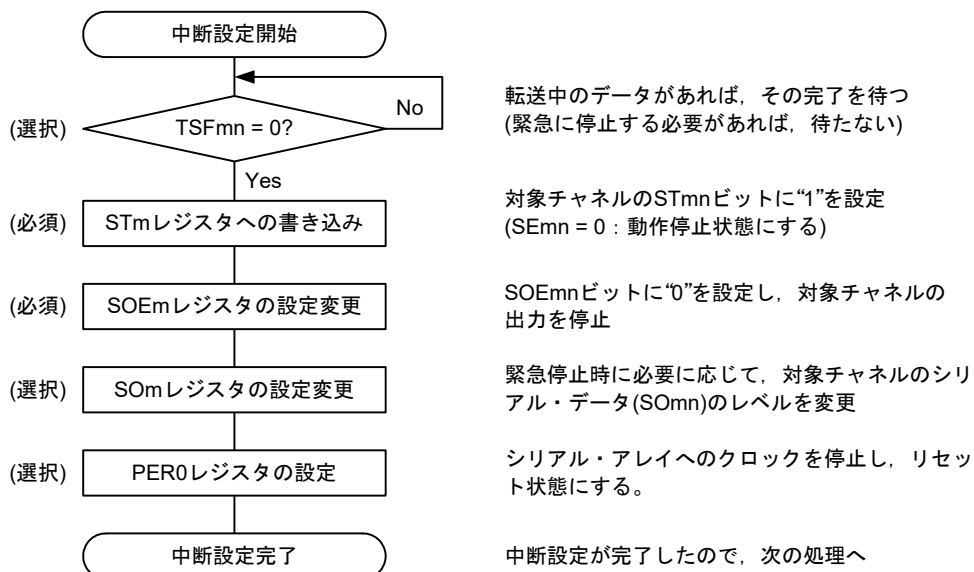 中断設定開始
No
転送中のデータがあれば，その完了を待つ
(選択)
TSFmn = 0?
(緊急に停止する必要があれば，待たない)
Yes
対象チャネルのSTmnビットに“1”を設定
(必須)
STmレジスタへの書き込み
(SEmn = 0：動作停止状態にする)
(必須)
SOEmレジスタの設定変更
SOEmnビットに“0”を設定し，対象チャネルの
出力を停止
(選択)
SOmレジスタの設定変更
緊急停止時に必要に応じて，対象チャネルのシリ
アル・データ(SOmn)のレベルを変更
(選択)
PER0レジスタの設定
シリアル・アレイへのクロックを停止し，リセッ
ト状態にする。
中断設定完了
中断設定が完了したので，次の処理へ